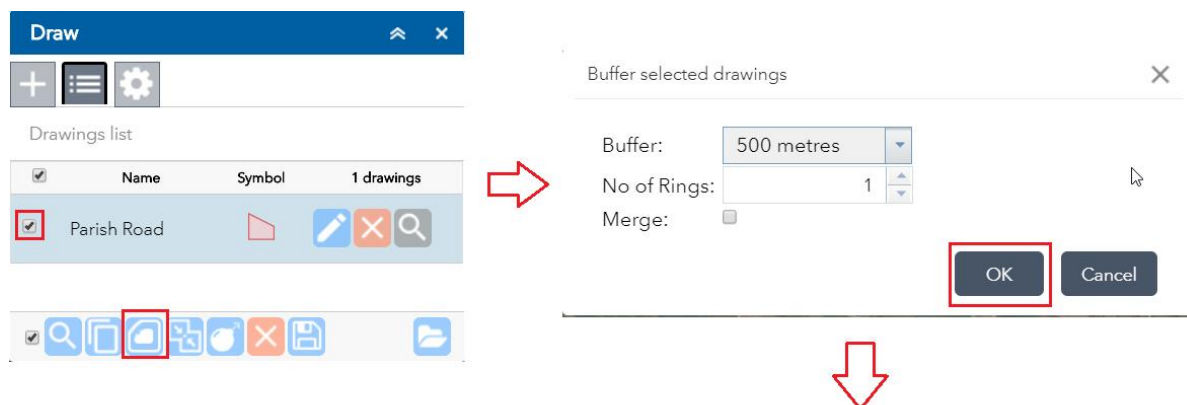 Draw
Drawings list
Name Symbol 1 drawings
Parish Road
Buffer selected drawings
Buffer: 500 metres
No of Rings: 1
Merge:
OK Cancel